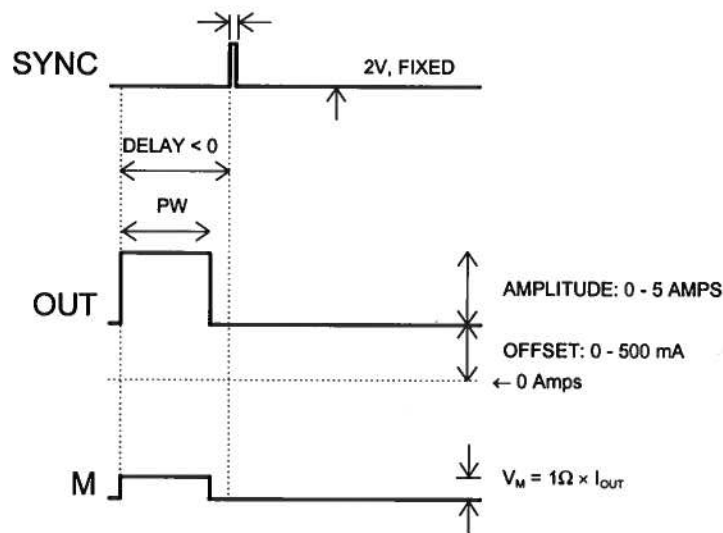 SYNC
2V, FIXED
DELAY < 0
PW
OUT
AMPLITUDE: 0 - 5 AMPS
OFFSET: 0 - 500 mA
← 0 Amps
M
V_M = 1Ω × I_OUT